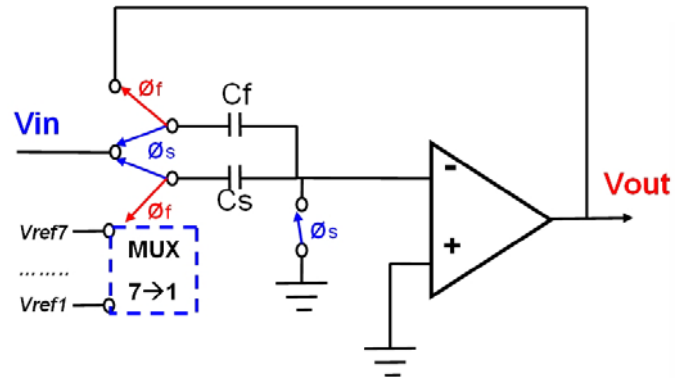 Øf
Cf
Vin
Øs
Cs
Øf
Vref7
MUX
Øs
........
7→1
Vref1
-
+
Vout